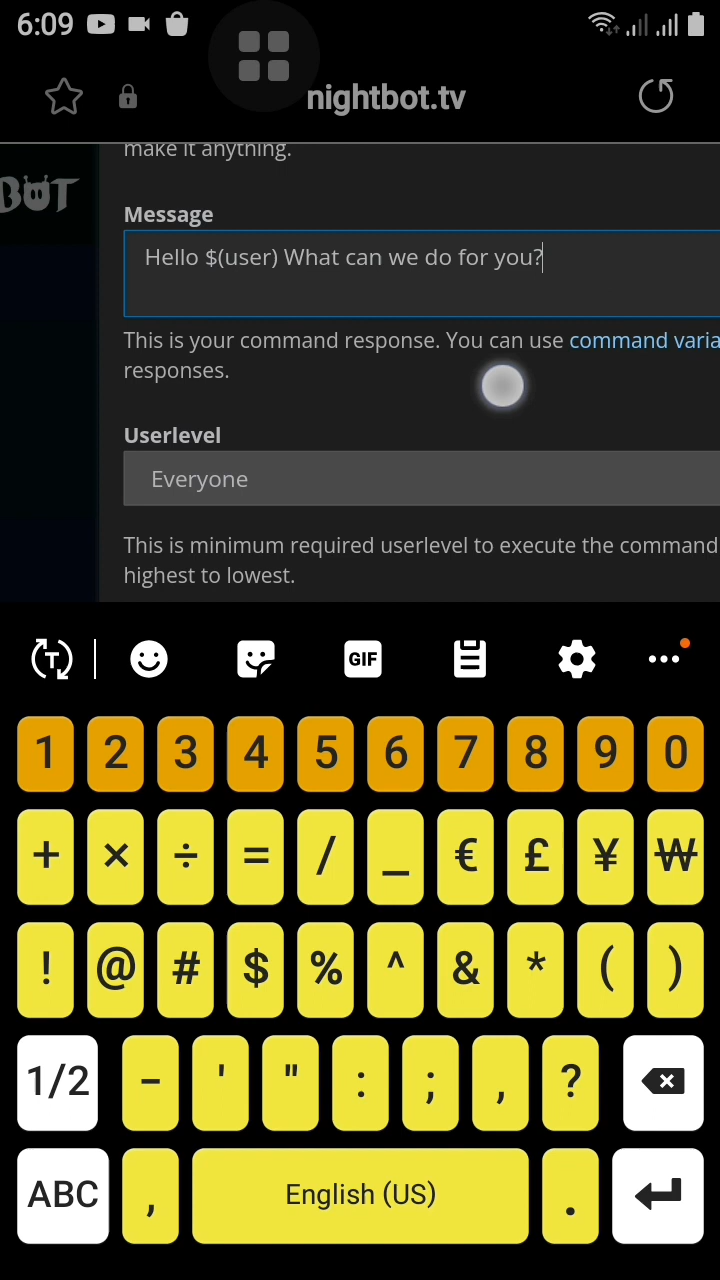 6:09
nightbot.tv
make it anything.
BOT
Message
Hello $(user) What can we do for you?
This is your command response. You can use command varia
responses.
Userlevel
Everyone
This is minimum required userlevel to execute the command
highest to lowest.
T
GIF
1 2 3 4 5 6 7 8 9 0
+ × ÷ = / _ € £ ¥ ₩
! @ # $ % ^ & * ( )
1/2 - ' " : ; , ?
ABC , English (US) .